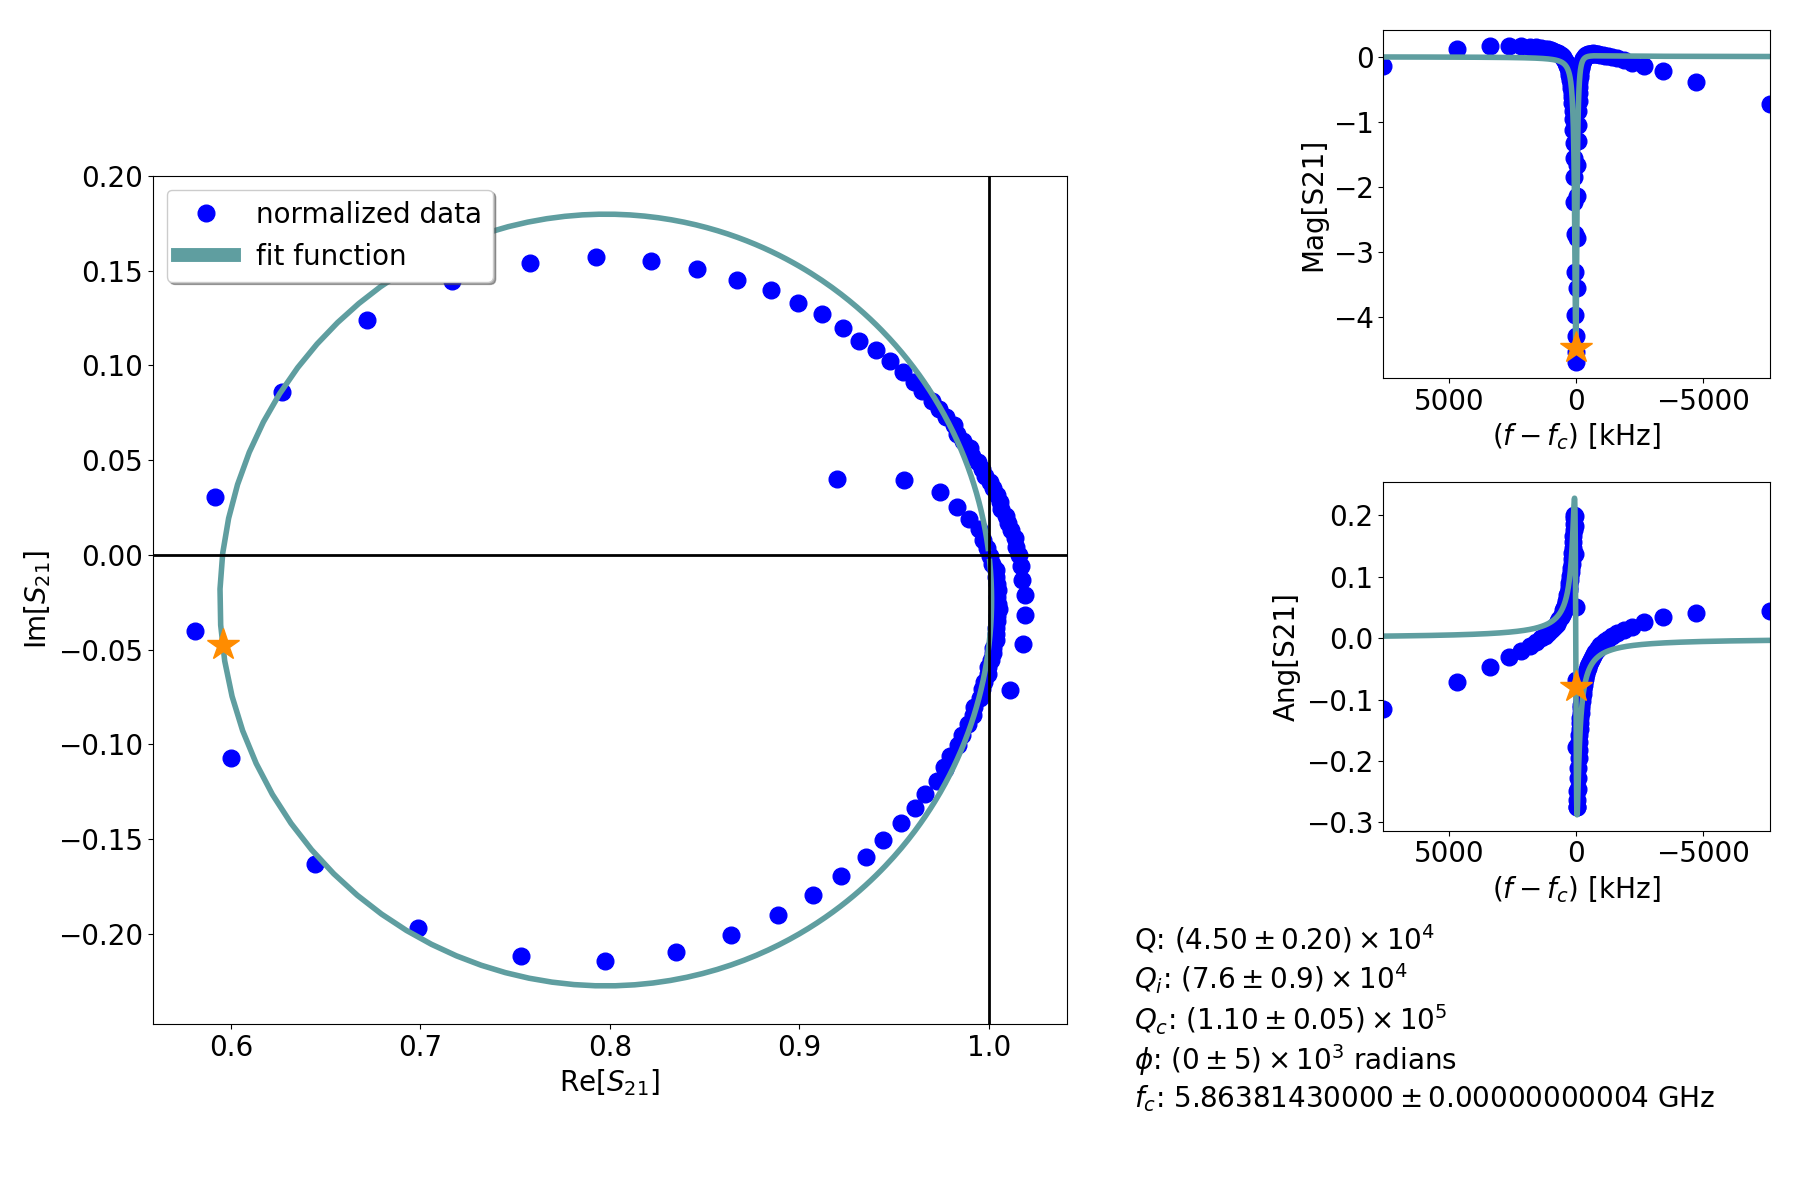 normalized data
fit function
0.20
0.15
0.10
0.05
0.00
−0.05
−0.10
−0.15
−0.20
Im[S21]
0.6 0.7 0.8 0.9 1.0
Re[S21]
0
−1
−2
−3
−4
Mag[S21]
5000 0 −5000
(f − fc) [kHz]
0.2
0.1
0.0
−0.1
−0.2
−0.3
Ang[S21]
5000 0 −5000
(f − fc) [kHz]
Q: (4.50 ± 0.20) × 10^4
Qi: (7.6 ± 0.9) × 10^4
Qc: (1.10 ± 0.05) × 10^5
ϕ: (0 ± 5) × 10^3 radians
fc: 5.86381430000 ± 0.00000000004 GHz